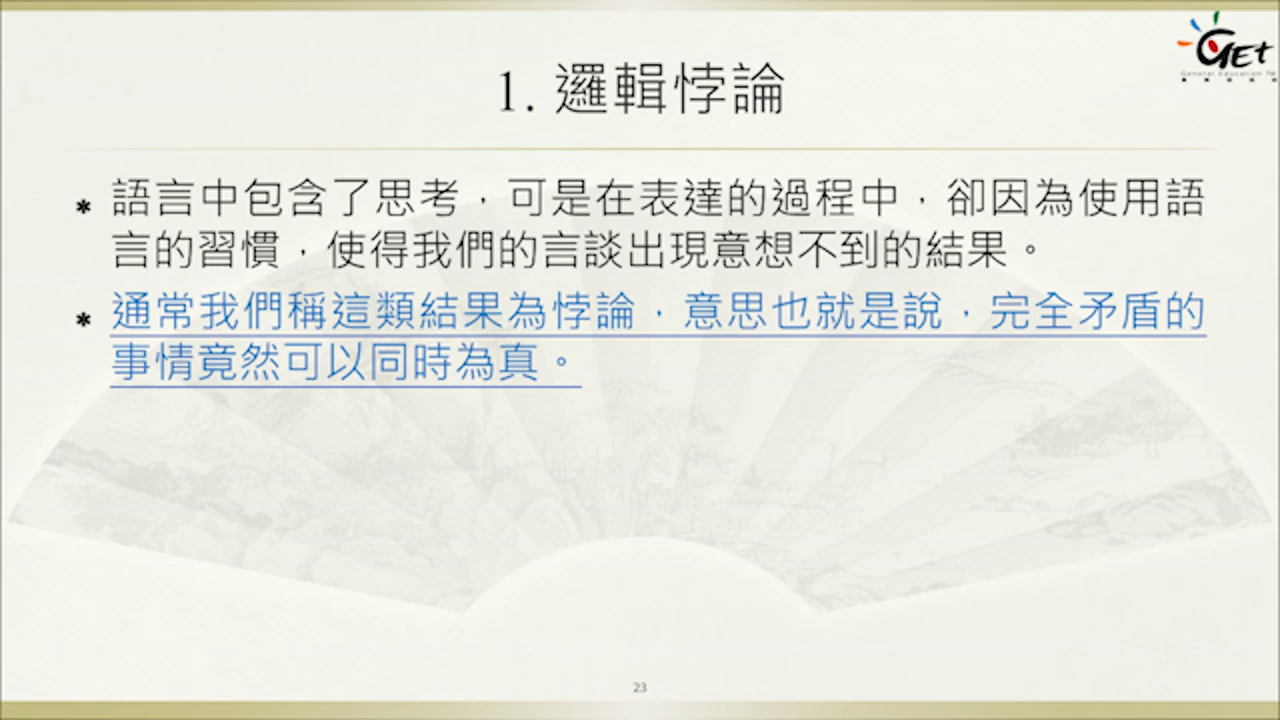 1. 邏輯悖論
GEt
General Education TW
* 語言中包含了思考，可是在表達的過程中，卻因為使用語
言的習慣，使得我們的言談出現意想不到的結果。
* 通常我們稱這類結果為悖論，意思也就是說，完全矛盾的
事情竟然可以同時為真。
23